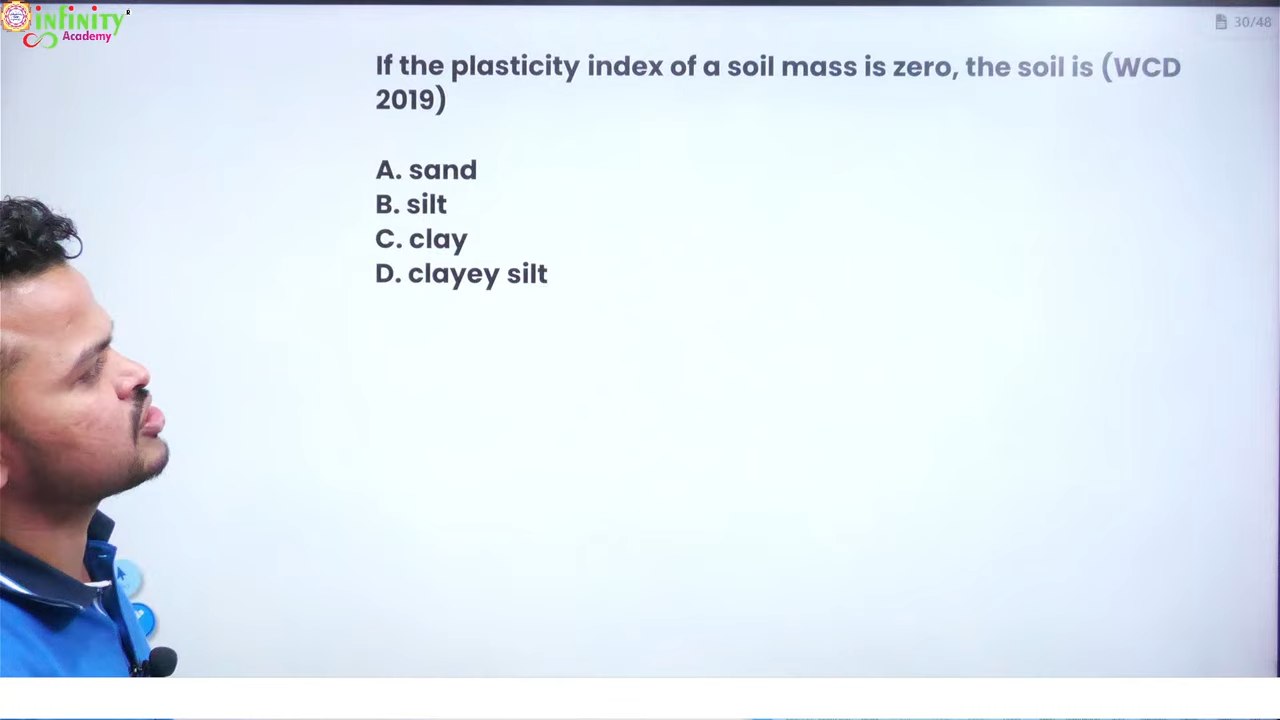 infinity
Academy
30/48
If the plasticity index of a soil mass is zero, the soil is (WCD
2019)
A. sand
B. silt
C. clay
D. clayey silt